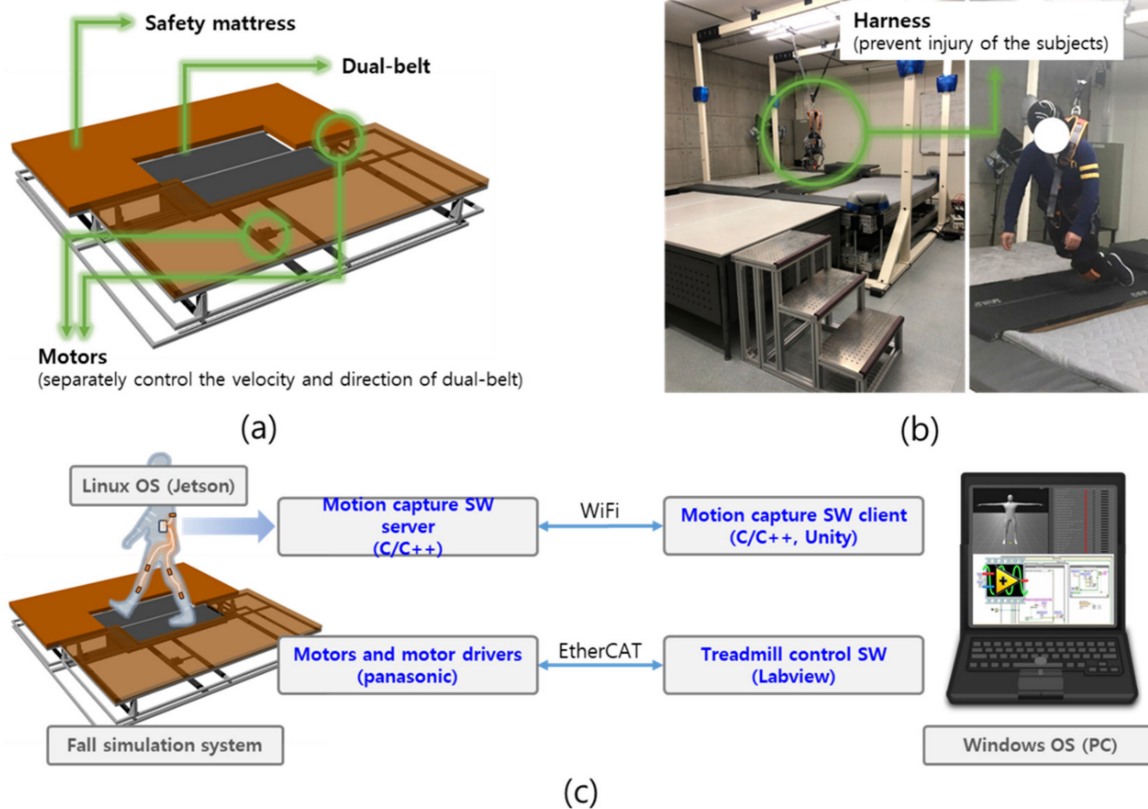 Safety mattress
Dual-belt
Motors
(separately control the velocity and direction of dual-belt)
(a)
Harness
(prevent injury of the subjects)
(b)
Linux OS (Jetson)
Motion capture SW
server
(C/C++)
WiFi
Motion capture SW client
(C/C++, Unity)
Motors and motor drivers
(panasonic)
EtherCAT
Treadmill control SW
(Labview)
Fall simulation system
Windows OS (PC)
(c)